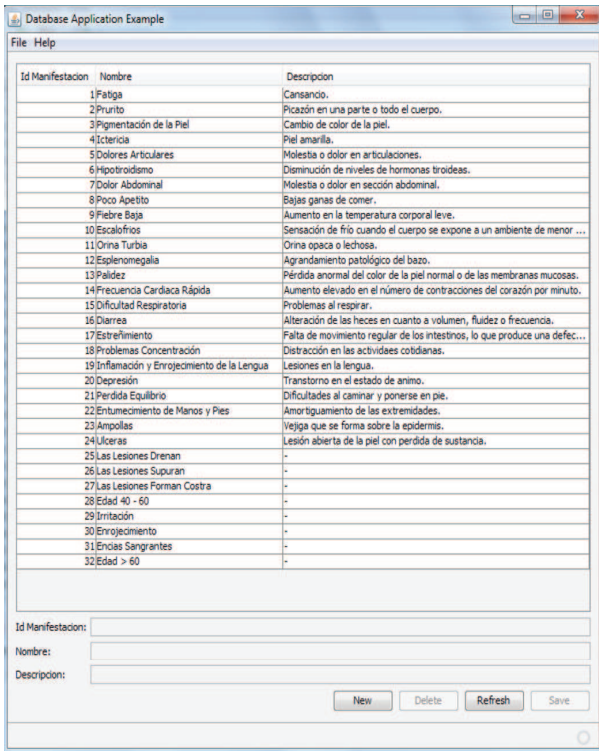 Database Application Example
File Help
Id Manifestacion Nombre Descripcion
1 Fatiga Cansancio.
2 Prurito Picazón en una parte o todo el cuerpo.
3 Pigmentación de la Piel Cambio de color de la piel.
4 Ictericia Piel amarilla.
5 Dolores Articulares Molestia o dolor en articulaciones.
6 Hipotiroidismo Disminución de niveles de hormonas tiroideas.
7 Dolor Abdominal Molestia o dolor en sección abdominal.
8 Poco Apetito Bajas ganas de comer.
9 Fiebre Baja Aumento en la temperatura corporal leve.
10 Escalofrios Sensación de frío cuando el cuerpo se expone a un ambiente de menor ...
11 Orina Turbia Orina opaca o lechosa.
12 Esplenomegalia Agrandamiento patológico del bazo.
13 Palidez Pérdida anormal del color de la piel normal o de las membranas mucosas.
14 Frecuencia Cardiaca Rápida Aumento elevado en el número de contracciones del corazón por minuto.
15 Dificultad Respiratoria Problemas al respirar.
16 Diarrea Alteración de las heces en cuanto a volumen, fluidez o frecuencia.
17 Estreñimiento Falta de movimiento regular de los intestinos, lo que produce una defec...
18 Problemas Concentración Distracción en las actividaes cotidianas.
19 Inflamación y Enrojecimiento de la Lengua Lesiones en la lengua.
20 Depresión Transtorno en el estado de animo.
21 Perdida Equilibrio Dificultades al caminar y ponerse en pie.
22 Entumecimiento de Manos y Pies Amortiguamiento de las extremidades.
23 Ampollas Vejiga que se forma sobre la epidermis.
24 Ulceras Lesión abierta de la piel con perdida de sustancia.
25 Las Lesiones Drenan -
26 Las Lesiones Supuran -
27 Las Lesiones Forman Costra -
28 Edad 40 - 60 -
29 Irritación -
30 Enrojecimiento -
31 Encias Sangrantes -
32 Edad > 60 -
Id Manifestacion:
Nombre:
Descripcion:
New Delete Refresh Save